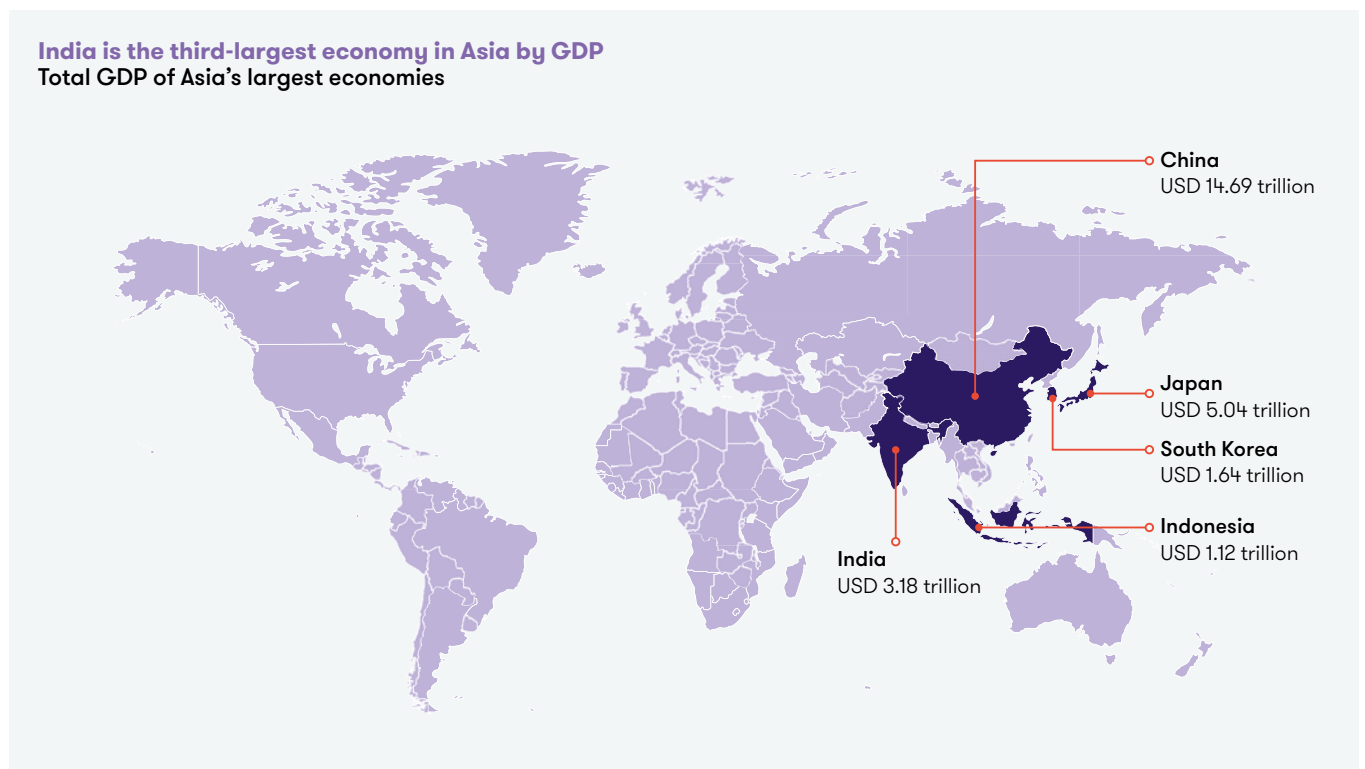 India is the third-largest economy in Asia by GDP
Total GDP of Asia's largest economies
China
USD 14.69 trillion
Japan
USD 5.04 trillion
South Korea
USD 1.64 trillion
Indonesia
USD 1.12 trillion
India
USD 3.18 trillion